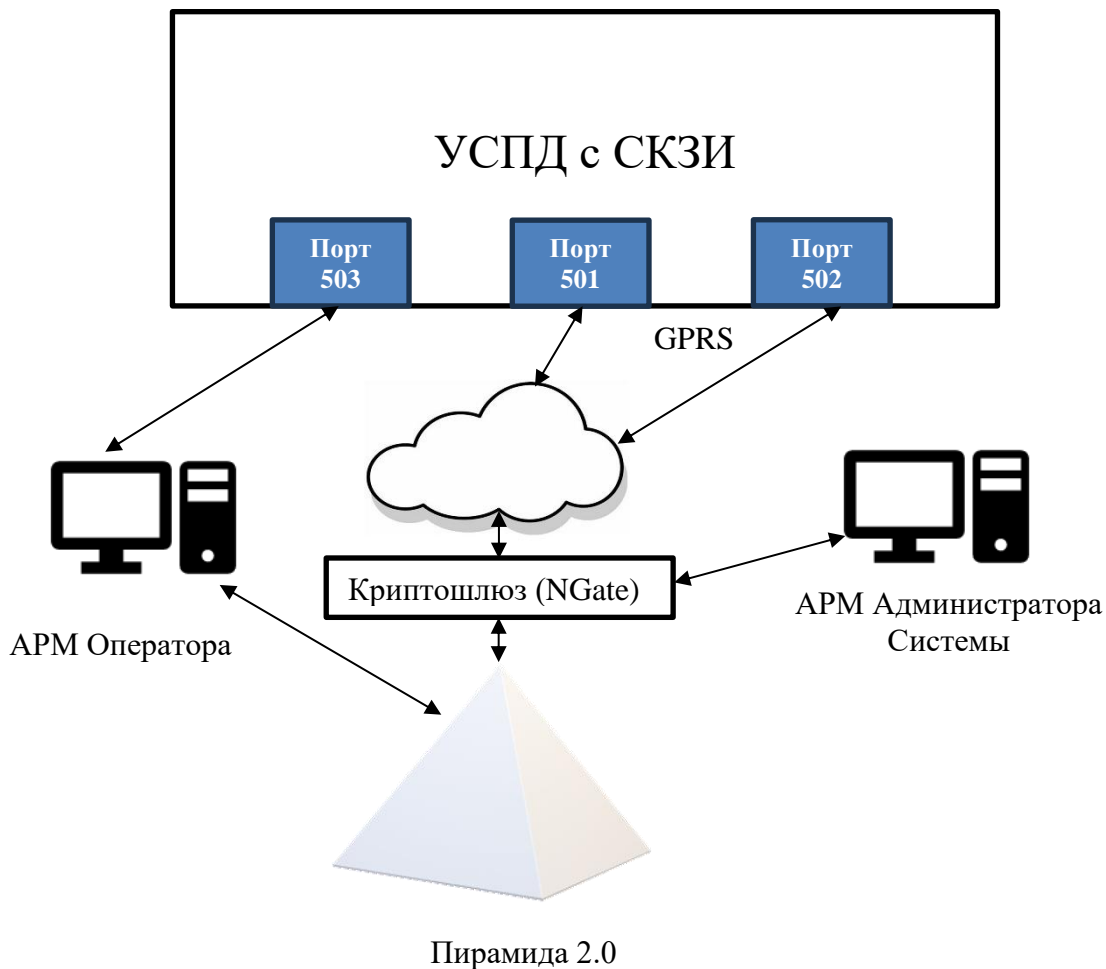 УСПД с СКЗИ
Порт
503
Порт
501
Порт
502
GPRS
Криптошлюз (NGate)
АРМ Оператора
АРМ Администратора
Системы
Пирамида 2.0